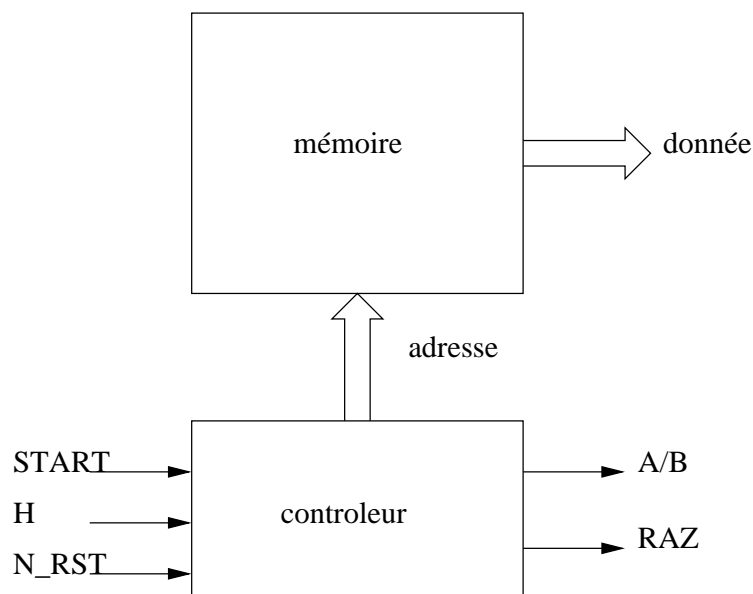 mémoire
donnée
adresse
START
A/B
H
controleur
RAZ
N_RST